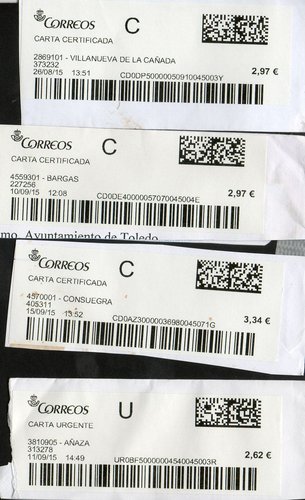 CORREOS
C
CARTA CERTIFICADA
2869101 - VILLANUEVA DE LA CAÑADA
373232
26/08/15 13:51
2,97 €
CD0DP50000050910045003Y
CORREOS
C
CARTA CERTIFICADA
4559301 - BARGAS
227256
10/09/15 12:08
2,97 €
CD0DE40000057070045004E
mo. Ayuntamiento de Toledo
CORREOS
C
CARTA CERTIFICADA
4570001 - CONSUEGRA
405311
15/09/15 13:52
3,34 €
CD0AZ30000036980045071G
CORREOS
U
CARTA URGENTE
3810905 - AÑAZA
313278
11/09/15 14:49
2,62 €
UR0BF50000004540045003R